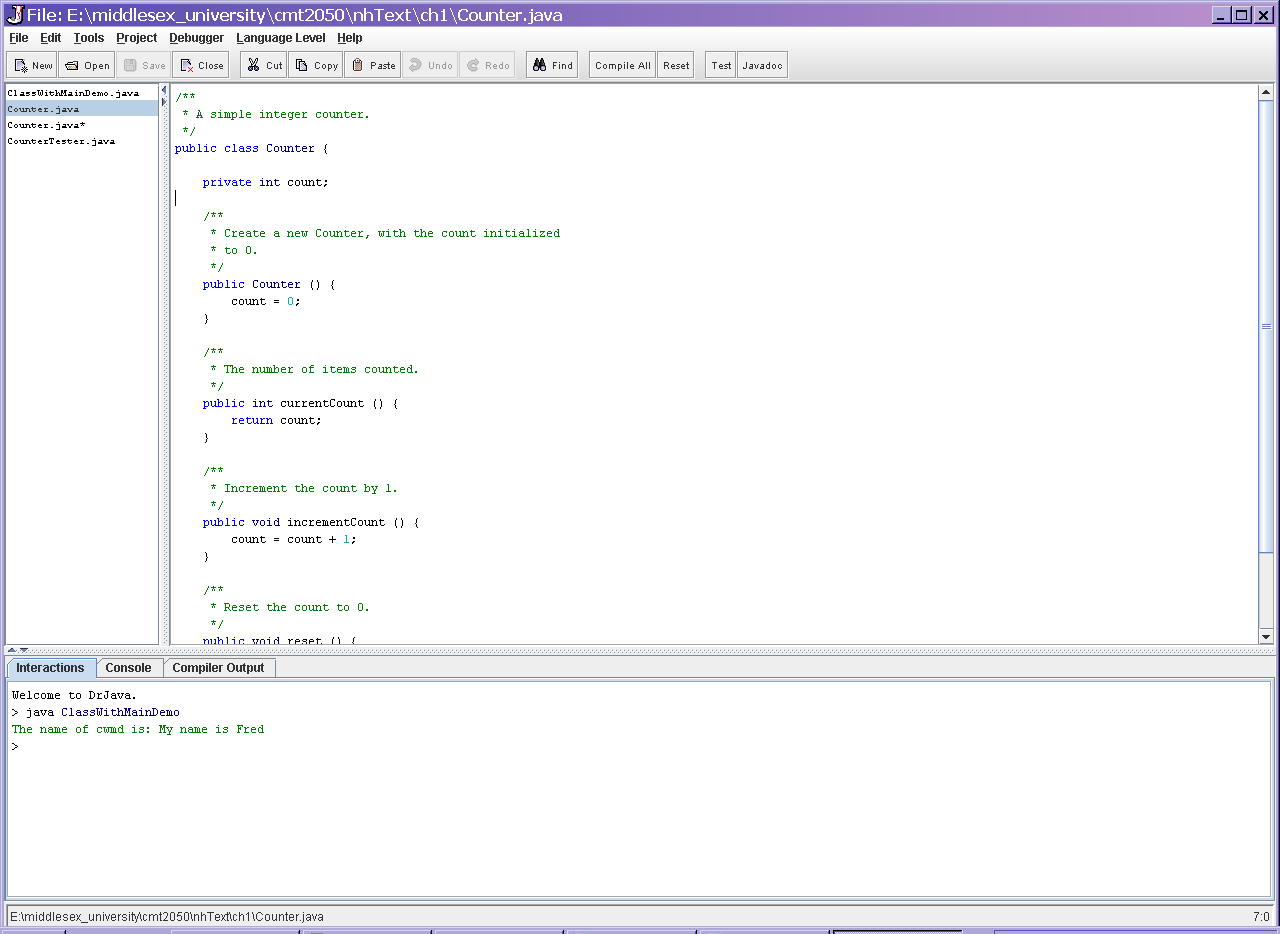 File: E:\middlesex_university\cmt2050\nhText\ch1\Counter.java
File Edit Tools Project Debugger Language Level Help
New Open Save Close Cut Copy Paste Undo Redo Find Compile All Reset Test Javadoc
ClassWithMainDemo.java
Counter.java
Counter.java*
CounterTester.java
/**
 * A simple integer counter.
 */
public class Counter {
    private int count;
    /**
     * Create a new Counter, with the count initialized
     * to 0.
     */
    public Counter () {
        count = 0;
    }
    /**
     * The number of items counted.
     */
    public int currentCount () {
        return count;
    }
    /**
     * Increment the count by 1.
     */
    public void incrementCount () {
        count = count + 1;
    }
    /**
     * Reset the count to 0.
     */
    public void reset () {
Interactions Console Compiler Output
Welcome to DrJava.
> java ClassWithMainDemo
The name of cwmd is: My name is Fred
>
E:\middlesex_university\cmt2050\nhText\ch1\Counter.java 7:0